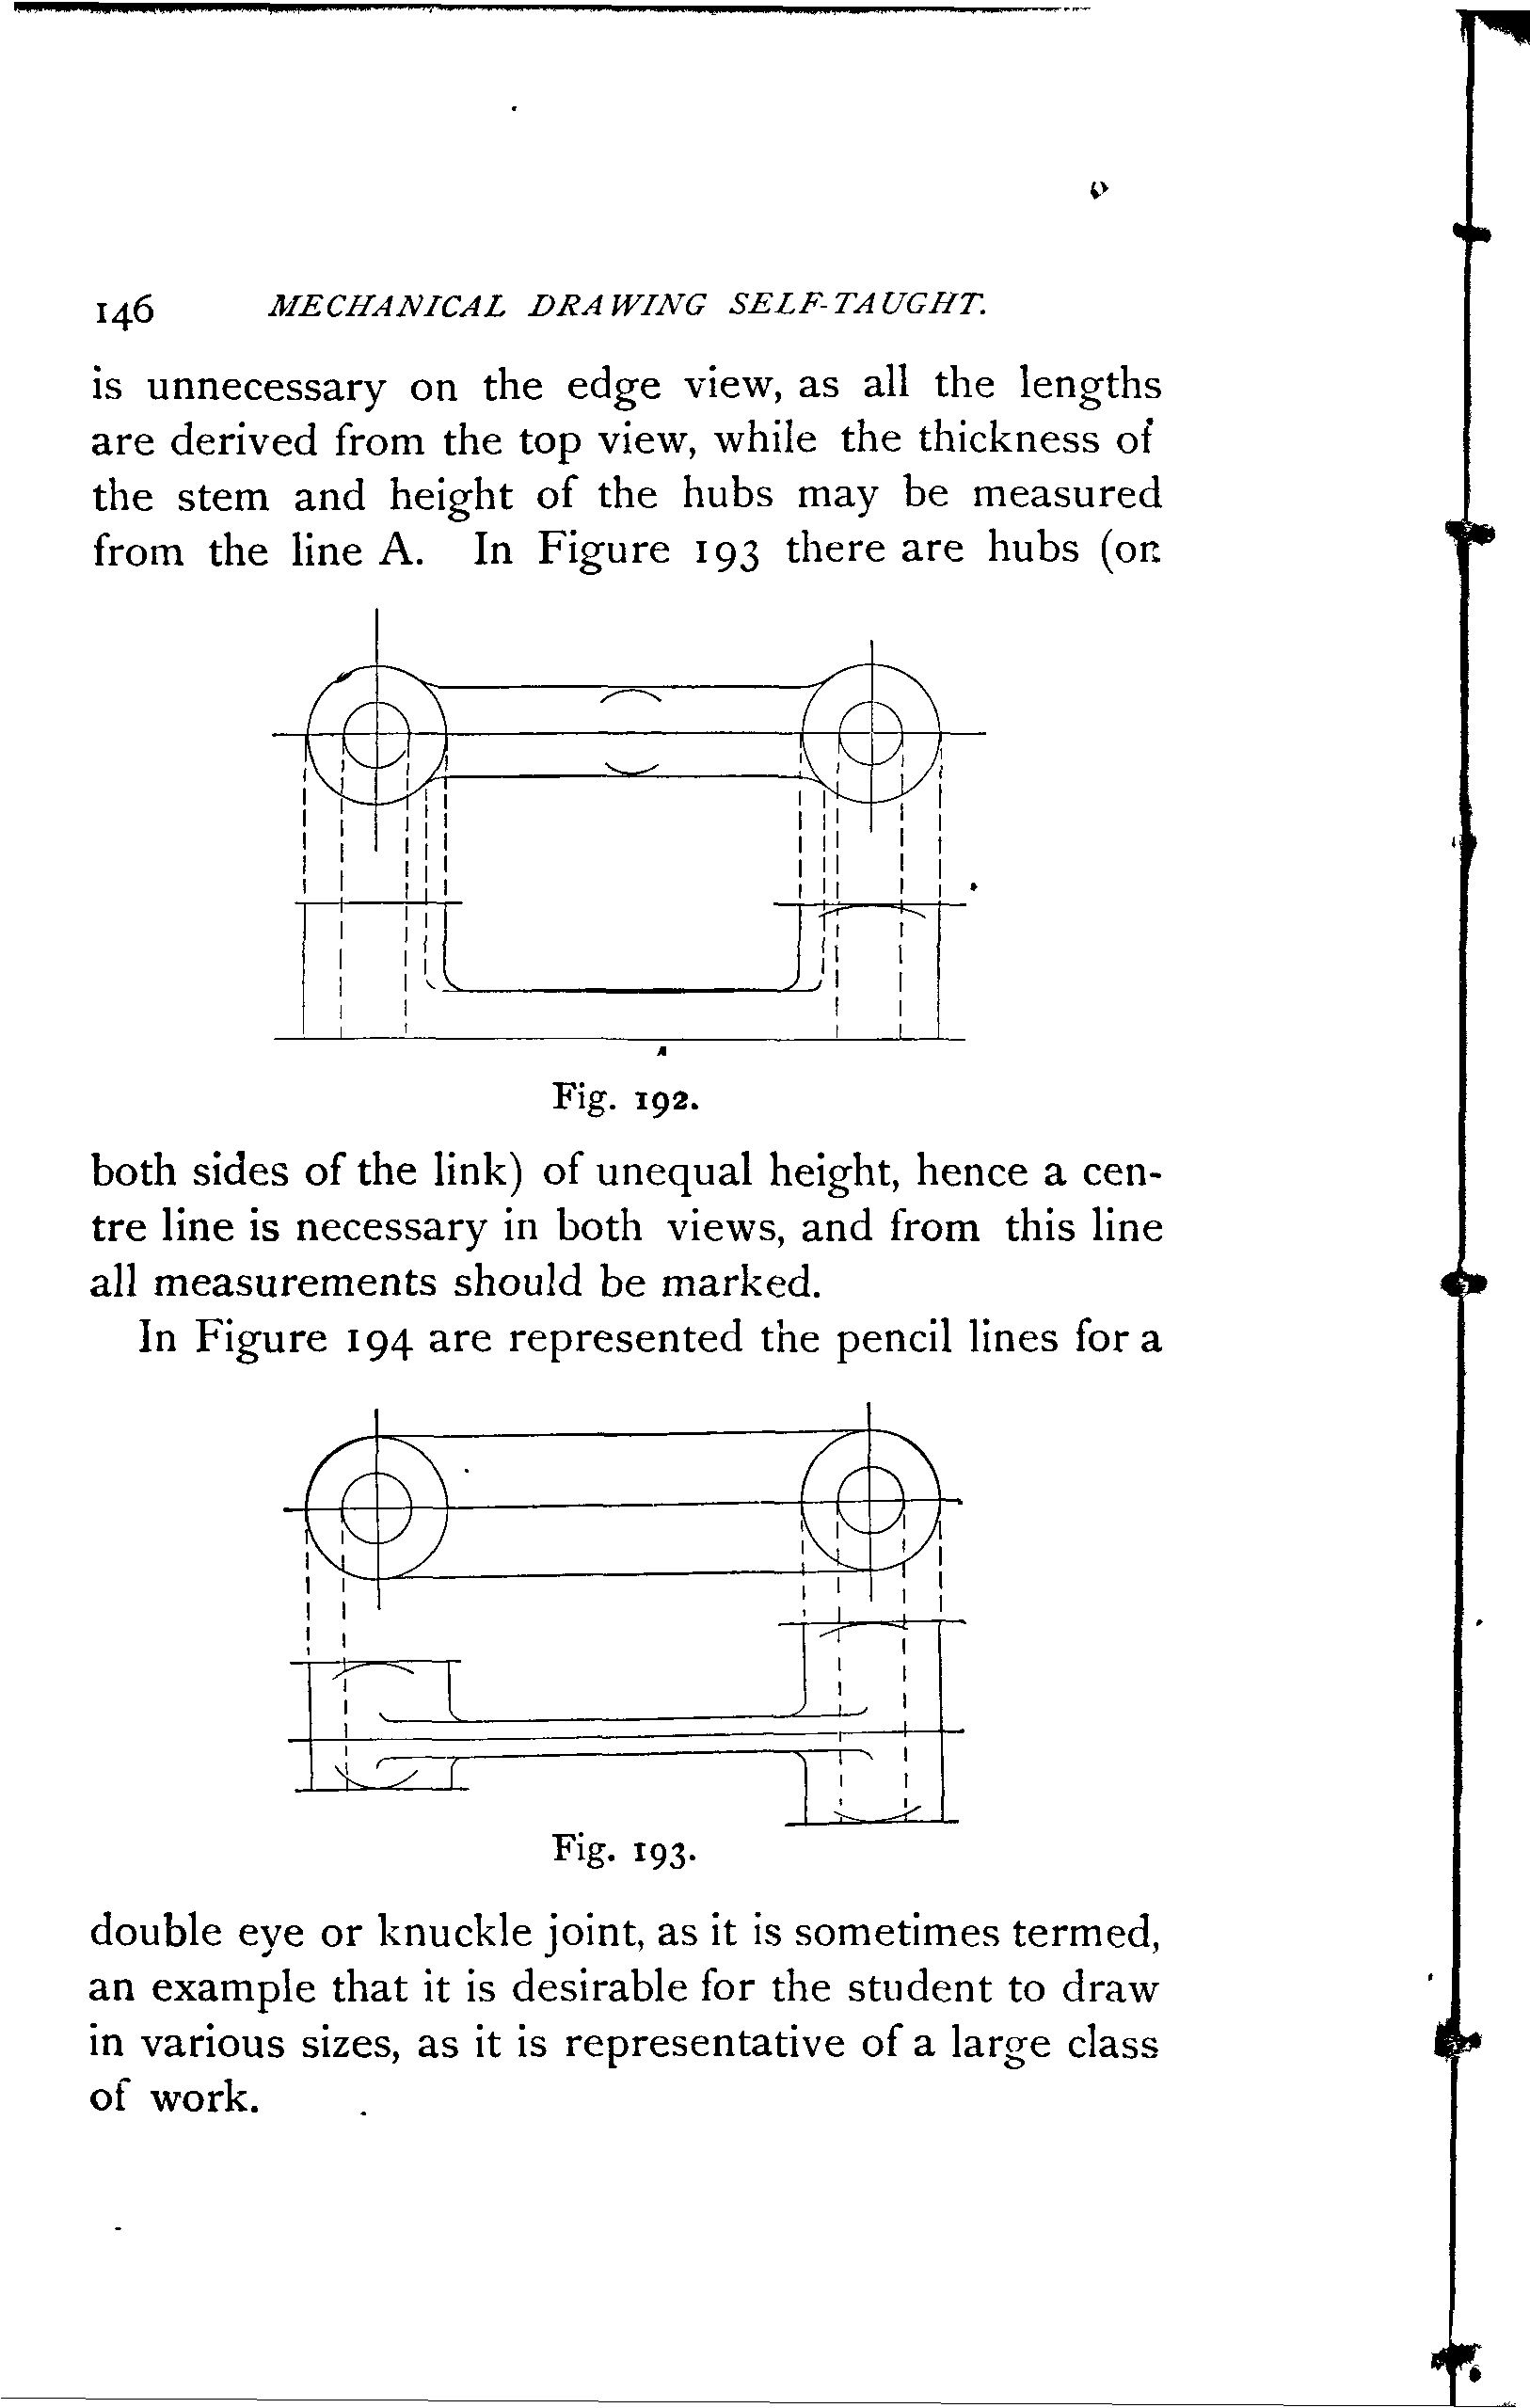 146 MECHANICAL DRAWING SELF-TAUGHT.
is unnecessary on the edge view, as all the lengths
are derived from the top view, while the thickness of
the stem and height of the hubs may be measured
from the line A. In Figure 193 there are hubs (on
A
Fig. 192.
both sides of the link) of unequal height, hence a cen-
tre line is necessary in both views, and from this line
all measurements should be marked.
In Figure 194 are represented the pencil lines for a
Fig. 193.
double eye or knuckle joint, as it is sometimes termed,
an example that it is desirable for the student to draw
in various sizes, as it is representative of a large class
of work.